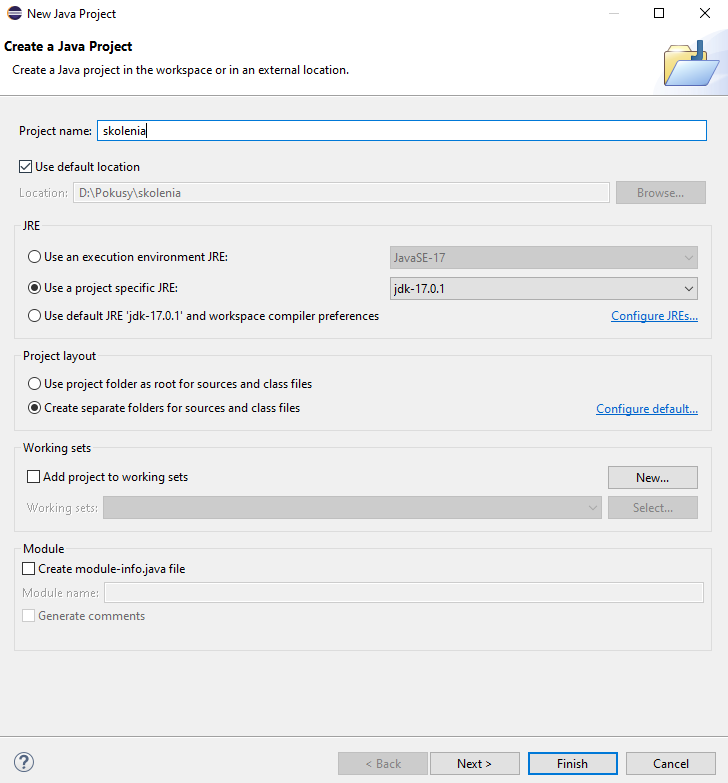 New Java Project
Create a Java Project
Create a Java project in the workspace or in an external location.
Project name: skolenia
Use default location
Location: D:\Pokusy\skolenia Browse...
JRE
Use an execution environment JRE: JavaSE-17
Use a project specific JRE: jdk-17.0.1
Use default JRE 'jdk-17.0.1' and workspace compiler preferences Configure JREs...
Project layout
Use project folder as root for sources and class files
Create separate folders for sources and class files Configure default...
Working sets
Add project to working sets New...
Working sets: Select...
Module
Create module-info.java file
Module name:
Generate comments
? < Back Next > Finish Cancel